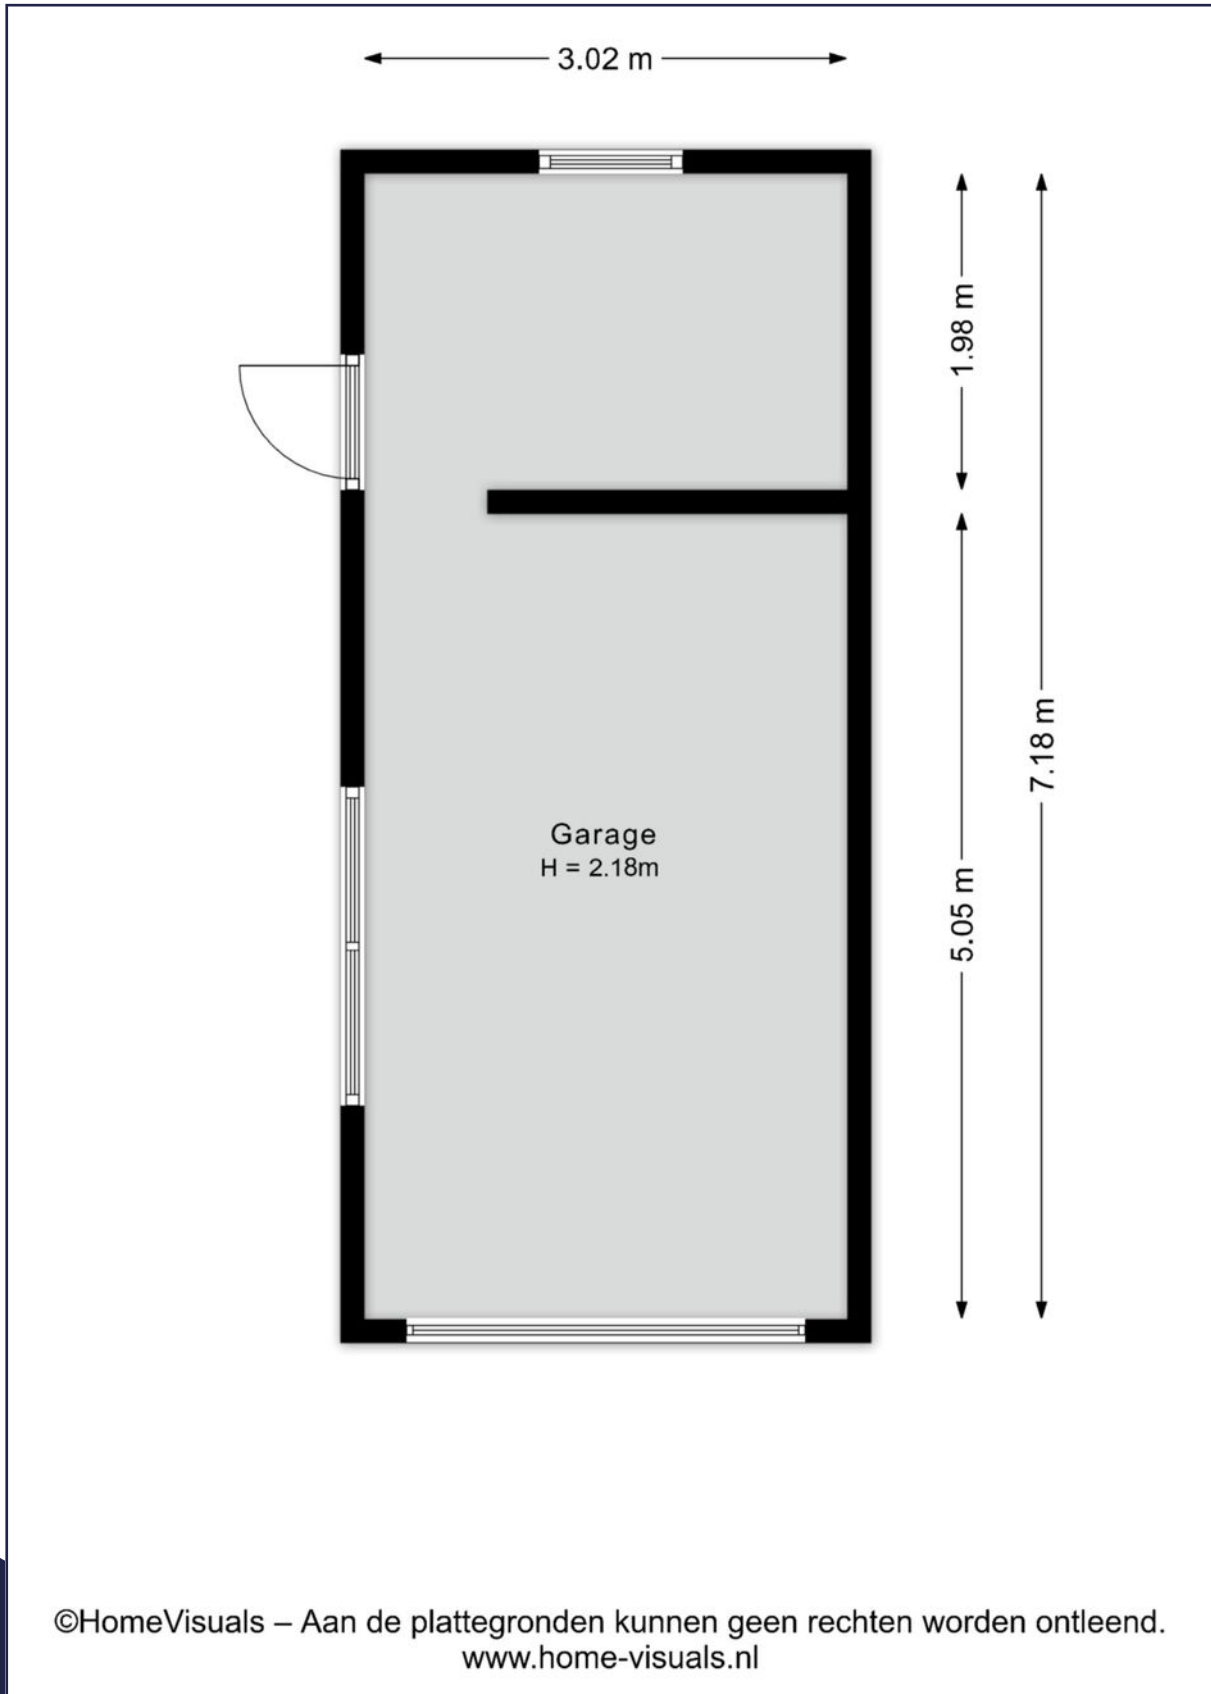 3.02 m
1.98 m
7.18 m
Garage
H = 2.18m
5.05 m
©HomeVisuals – Aan de plattegronden kunnen geen rechten worden ontleend.
www.home-visuals.nl